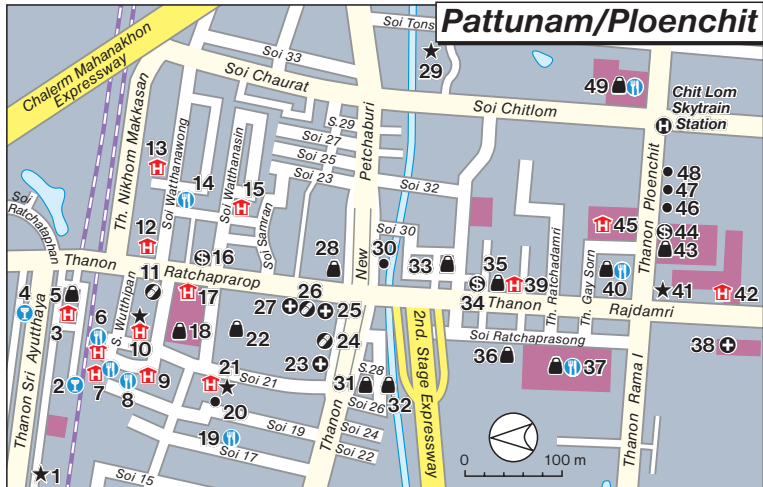 Pattunam/Ploenchit
Soi Tons
Soi 33
29
Chalerm Mahanakhon
Expressway
Soi Chaurat
49
Chit Lom
Skytrain
Station
H
Soi Chitlom
Petchaburi
S.29
Soi 27
Soi 25
Soi 23
Th. Nikhom Makkasan
13
Soi Watthanawong
14
Soi Watthanasin
15
Soi Samran
Soi 32
Thanon Ploenchit
48
47
46
Soi
Ratchataphan
12
45
44
43
Soi 30
28
New
30
33
35
39
Th. Ratchadamri
Th. Gay Sorn
40
41
42
Thanon
Ratchaprarop
16
11
17
4
5
3
6
S. Wutthipan
10
18
22
27
26
25
24
23
34
Thanon
Rajdamri
Soi Ratchaprasong
36
37
38
Thanon Sri Ayutthaya
2
7
8
9
21
Soi 21
20
31
S.28
32
Soi 26
2nd. Stage Expressway
Thanon Rama I
19
Soi 19
Soi 24
Soi 17
Soi 22
Thanon
1
Soi 15
0
100 m